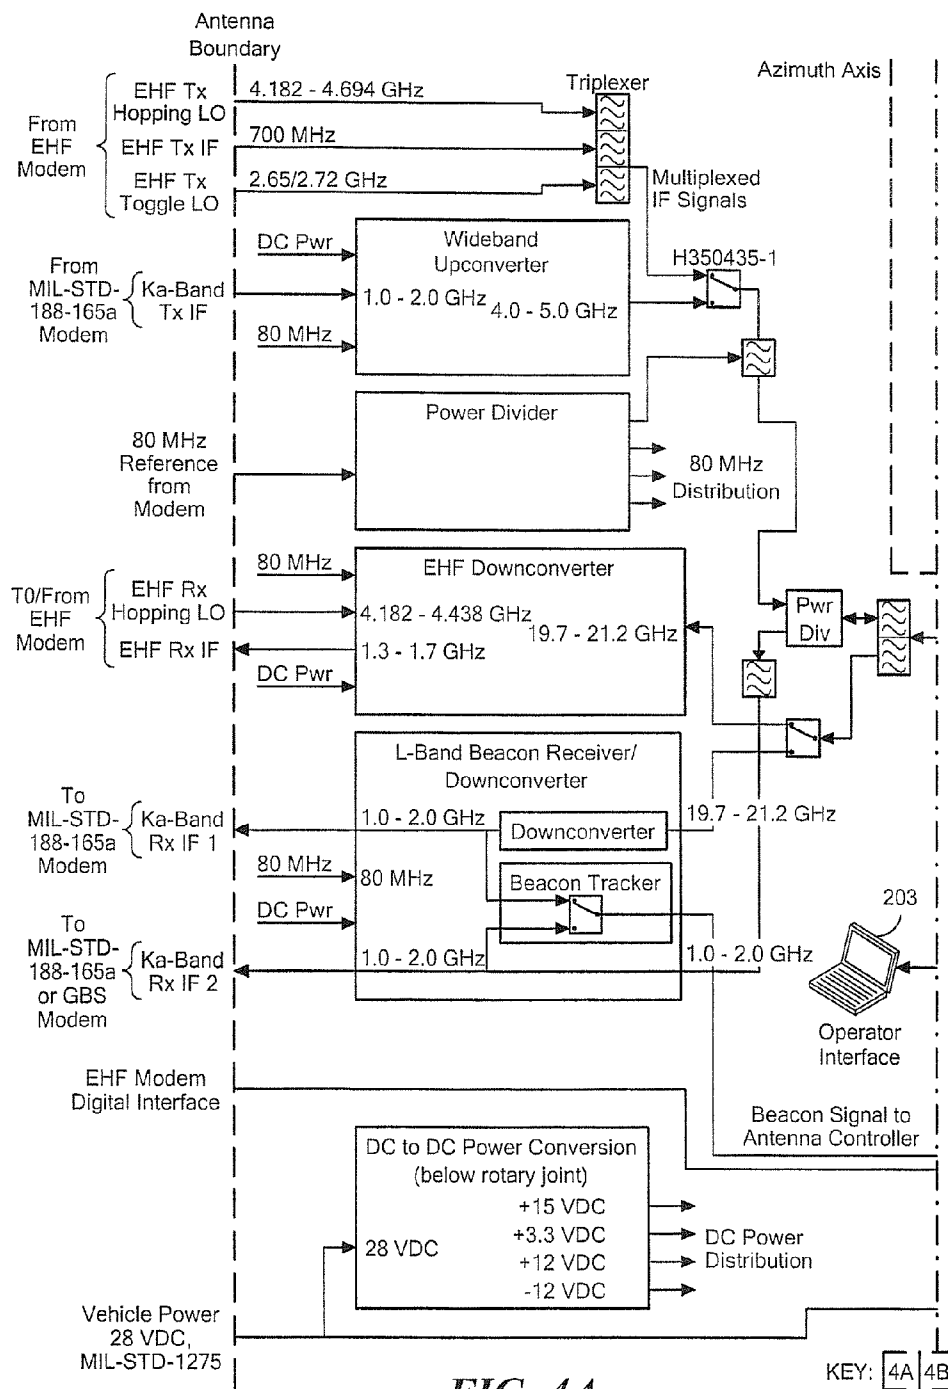 Antenna
Boundary
Azimuth Axis
From
EHF
Modem
EHF Tx
Hopping LO
4.182 - 4.694 GHz
Triplexer
EHF Tx IF
700 MHz
EHF Tx
Toggle LO
2.65/2.72 GHz
Multiplexed
IF Signals
From
MIL-STD-
188-165a
Modem
Ka-Band
Tx IF
DC Pwr
80 MHz
Wideband
Upconverter
1.0 - 2.0 GHz
4.0 - 5.0 GHz
H350435-1
80 MHz
Reference
from
Modem
Power Divider
80 MHz
Distribution
T0/From
EHF
Modem
EHF Rx
Hopping LO
EHF Rx IF
80 MHz
DC Pwr
EHF Downconverter
4.182 - 4.438 GHz
19.7 - 21.2 GHz
1.3 - 1.7 GHz
Pwr
Div
L-Band Beacon Receiver/
Downconverter
To
MIL-STD-
188-165a
Modem
Ka-Band
Rx IF 1
1.0 - 2.0 GHz
Downconverter
19.7 - 21.2 GHz
80 MHz
80 MHz
Beacon Tracker
DC Pwr
To
MIL-STD-
188-165a
or GBS
Modem
Ka-Band
Rx IF 2
1.0 - 2.0 GHz
1.0 - 2.0 GHz
203
Operator
Interface
EHF Modem
Digital Interface
Beacon Signal to
Antenna Controller
DC to DC Power Conversion
(below rotary joint)
28 VDC
+15 VDC
+3.3 VDC
+12 VDC
-12 VDC
DC Power
Distribution
Vehicle Power
28 VDC,
MIL-STD-1275
KEY: 4A 4B
FIG. 4A